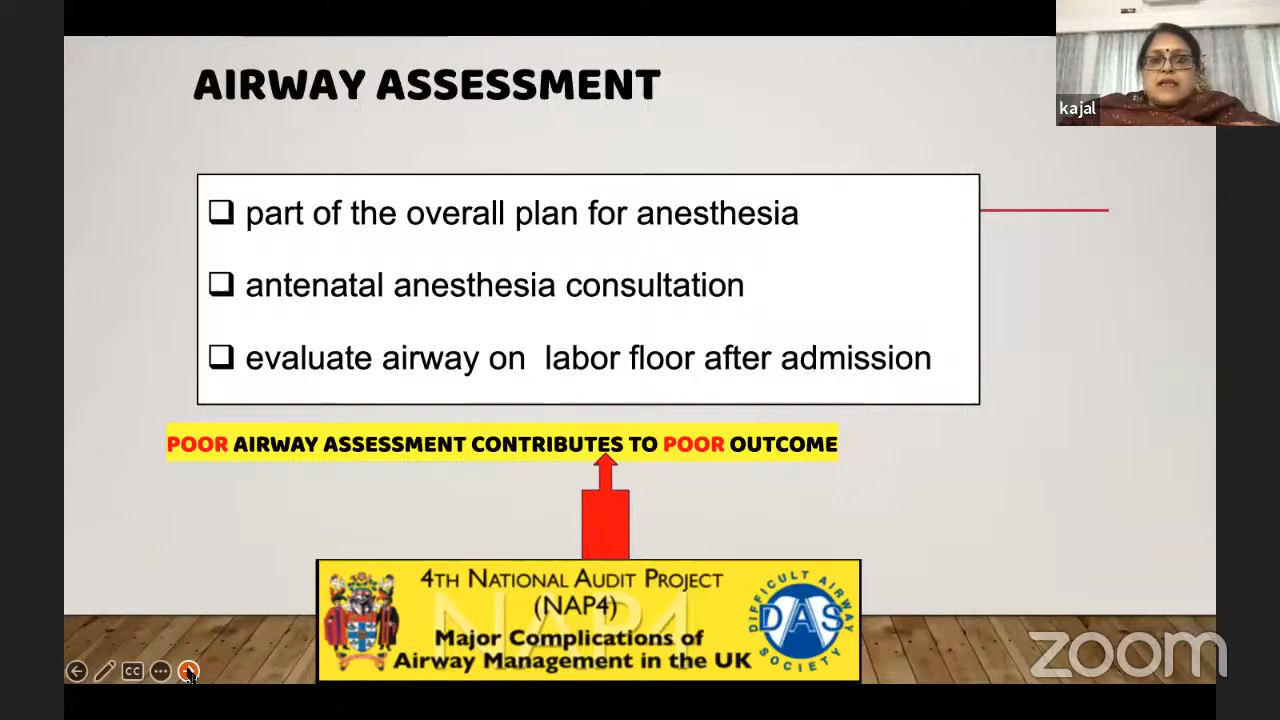 AIRWAY ASSESSMENT
kajal
part of the overall plan for anesthesia
antenatal anesthesia consultation
evaluate airway on labor floor after admission
POOR AIRWAY ASSESSMENT CONTRIBUTES TO POOR OUTCOME
4TH NATIONAL AUDIT PROJECT
(NAP4)
NAP4
Major Complications of
Airway Management in the UK
DIFFICULT AIRWAY
DAS
SOCIETY
CC
zoom